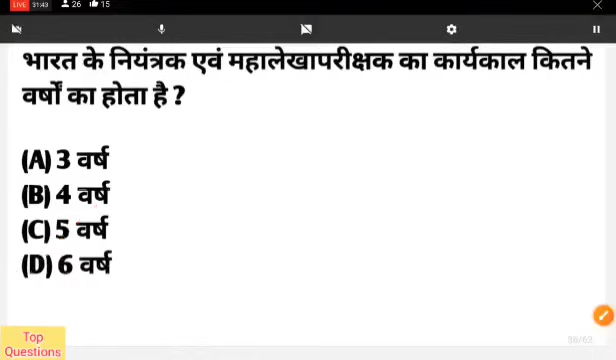 LIVE 31:43 26 15
भारत के नियंत्रक एवं महालेखापरीक्षक का कार्यकाल कितने
वर्षों का होता है ?
(A) 3 वर्ष
(B) 4 वर्ष
(C) 5 वर्ष
(D) 6 वर्ष
Top
Questions